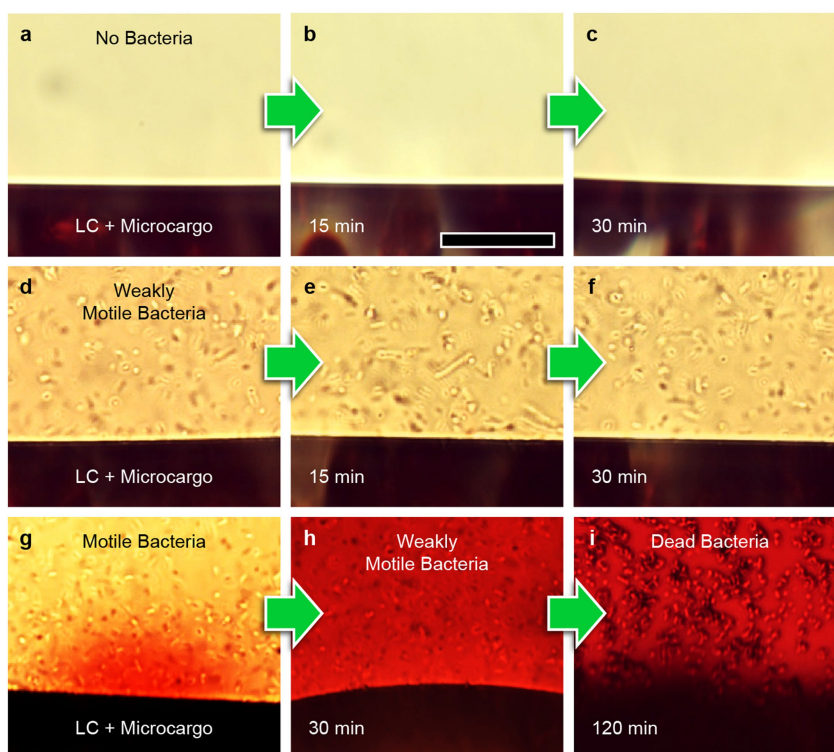 a
No Bacteria
LC + Microcargo
b
15 min
c
30 min
d
Weakly
Motile Bacteria
LC + Microcargo
e
15 min
f
30 min
g
Motile Bacteria
LC + Microcargo
h
Weakly
Motile Bacteria
30 min
i
Dead Bacteria
120 min